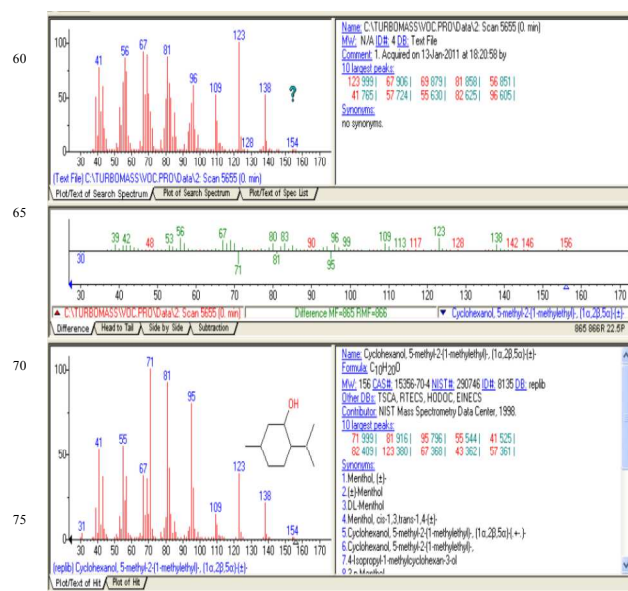 60
65
70
75
100
50
0
41
56
67
81
96
109
123
128
138
154
?
30 40 50 60 70 80 90 100 110 120 130 140 150 160 170
(Text File) C:\TURBOMASS\VOC.PRO\Data\2: Scan 5655 (0. min)
Plot/Text of Search Spectrum Plot of Search Spectrum Plot/Text of Spec List
Name: C:\TURBOMASS\VOC.PRO\Data\2: Scan 5655 (0. min)
MW: N/A ID#: 4 DB: Text File
Comment: 1. Acquired on 13-Jan-2011 at 18:20:58 by
10 largest peaks:
123 999 | 67 906 | 69 879 | 81 858 | 56 851 |
41 765 | 57 724 | 55 630 | 82 625 | 96 605 |
Synonyms:
no synonyms.
30 39 42 48 53 56 67 71 80 81 83 90 95 96 99 109 113 117 123 128 138 142 146 156
30 40 50 60 70 80 90 100 110 120 130 140 150 160 170
C:\TURBOMASS\VOC.PRO\Data\2: Scan 5655 (0. min) Difference MF=865 RMF=866 Cyclohexanol, 5-methyl-2-(1-methylethyl)-, (1α,2β,5α)-(±)-
Difference Head to Tail Side by Side Subtraction 865 866R 22.5P
100
50
0
31
41
55
67
71
81
95
109
123
138
154
OH
30 40 50 60 70 80 90 100 110 120 130 140 150 160 170
(replib) Cyclohexanol, 5-methyl-2-(1-methylethyl)-, (1α,2β,5α)-(±)-
Plot/Text of Hit Plot of Hit
Name: Cyclohexanol, 5-methyl-2-(1-methylethyl)-, (1α,2β,5α)-(±)-
Formula: C10H20O
MW: 156 CAS#: 15356-70-4 NIST#: 290746 ID#: 8135 DB: replib
Other DBs: TSCA, RTECS, HODOC, EINECS
Contributor: NIST Mass Spectrometry Data Center, 1998.
10 largest peaks:
71 999 | 81 916 | 95 796 | 55 544 | 41 525 |
82 409 | 123 380 | 67 368 | 43 362 | 57 361 |
Synonyms:
1.Menthol, (±)-
2.(±)-Menthol
3.DL-Menthol
4.Menthol, cis-1,3,trans-1,4-(±)-
5.Cyclohexanol, 5-methyl-2-(1-methylethyl)-, (1α,2β,5α)-(.+-.)-
6.Cyclohexanol, 5-methyl-2-(1-methylethyl)-,
7.4-Isopropyl-1-methylcyclohexan-3-ol